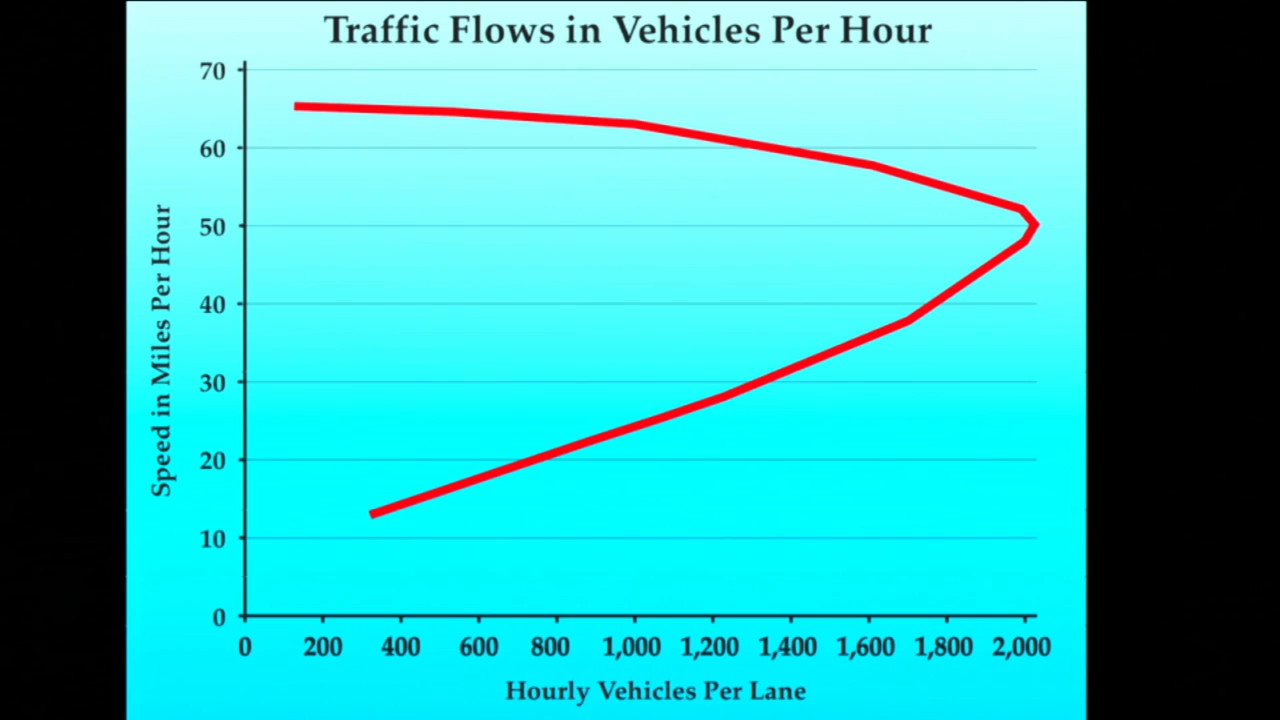 Traffic Flows in Vehicles Per Hour
Speed in Miles Per Hour
70
60
50
40
30
20
10
0
0 200 400 600 800 1,000 1,200 1,400 1,600 1,800 2,000
Hourly Vehicles Per Lane